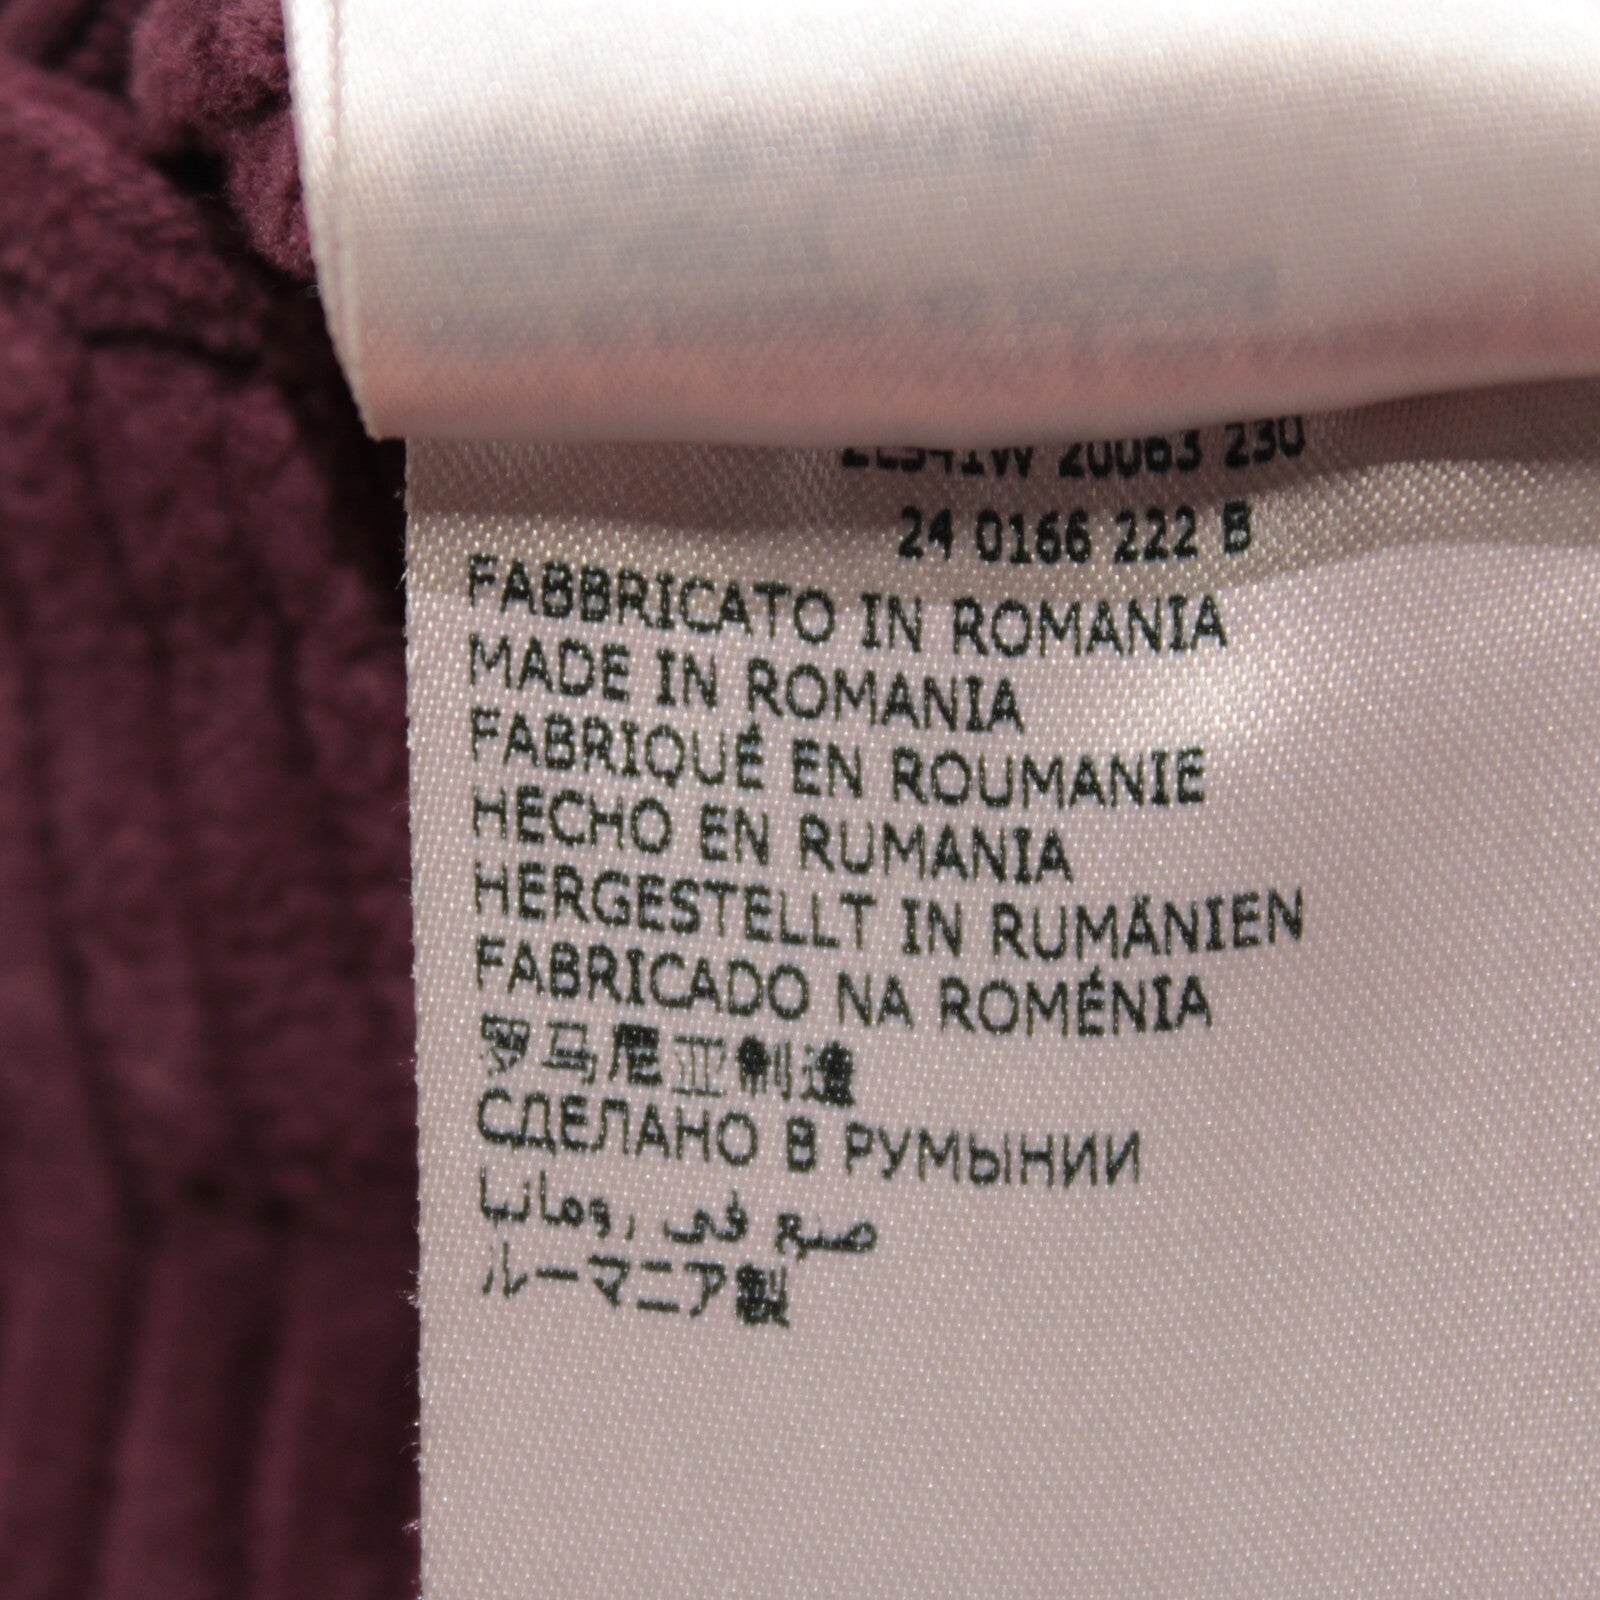 20063 230
24 0166 222 B
FABBRICATO IN ROMANIA
MADE IN ROMANIA
FABRIQUÉ EN ROUMANIE
HECHO EN RUMANIA
HERGESTELLT IN RUMÄNIEN
FABRICADO NA ROMÉNIA
罗马尼亚制造
СДЕЛАНО В РУМЫНИИ
صنع في رومانيا
ルーマニア製